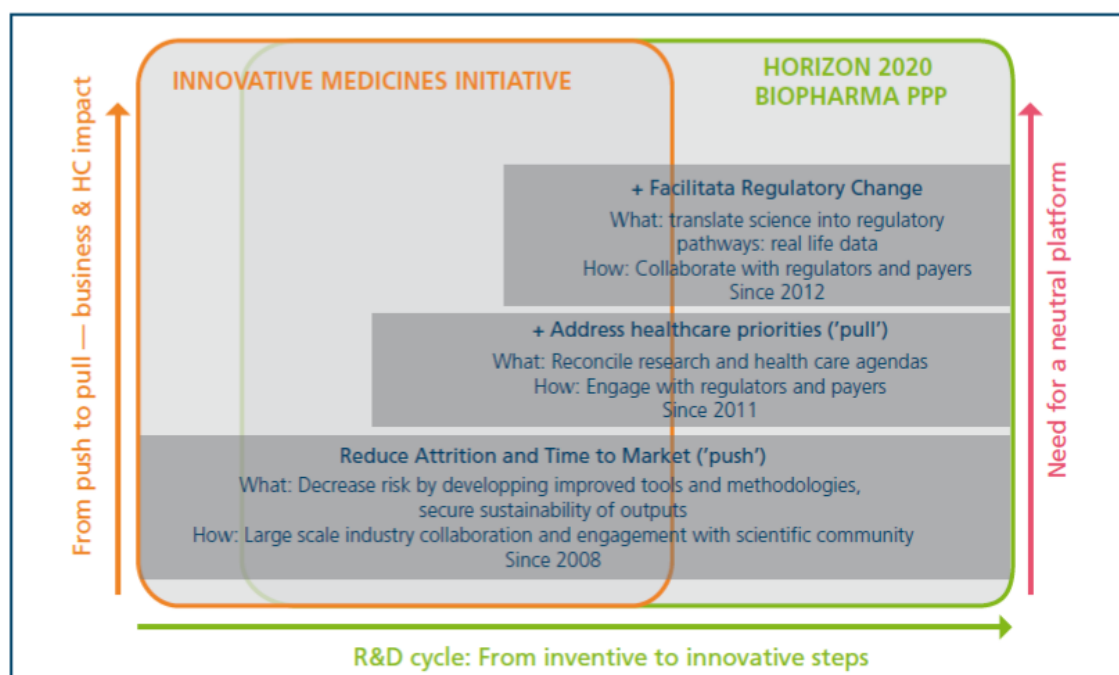 INNOVATIVE MEDICINES INITIATIVE
HORIZON 2020
BIOPHARMA PPP
From push to pull — business & HC impact
Need for a neutral platform
+ Facilitata Regulatory Change
What: translate science into regulatory
pathways: real life data
How: Collaborate with regulators and payers
Since 2012
+ Address healthcare priorities ('pull')
What: Reconcile research and health care agendas
How: Engage with regulators and payers
Since 2011
Reduce Attrition and Time to Market ('push')
What: Decrease risk by developping improved tools and methodologies,
secure sustainability of outputs
How: Large scale industry collaboration and engagement with scientific community
Since 2008
R&D cycle: From inventive to innovative steps